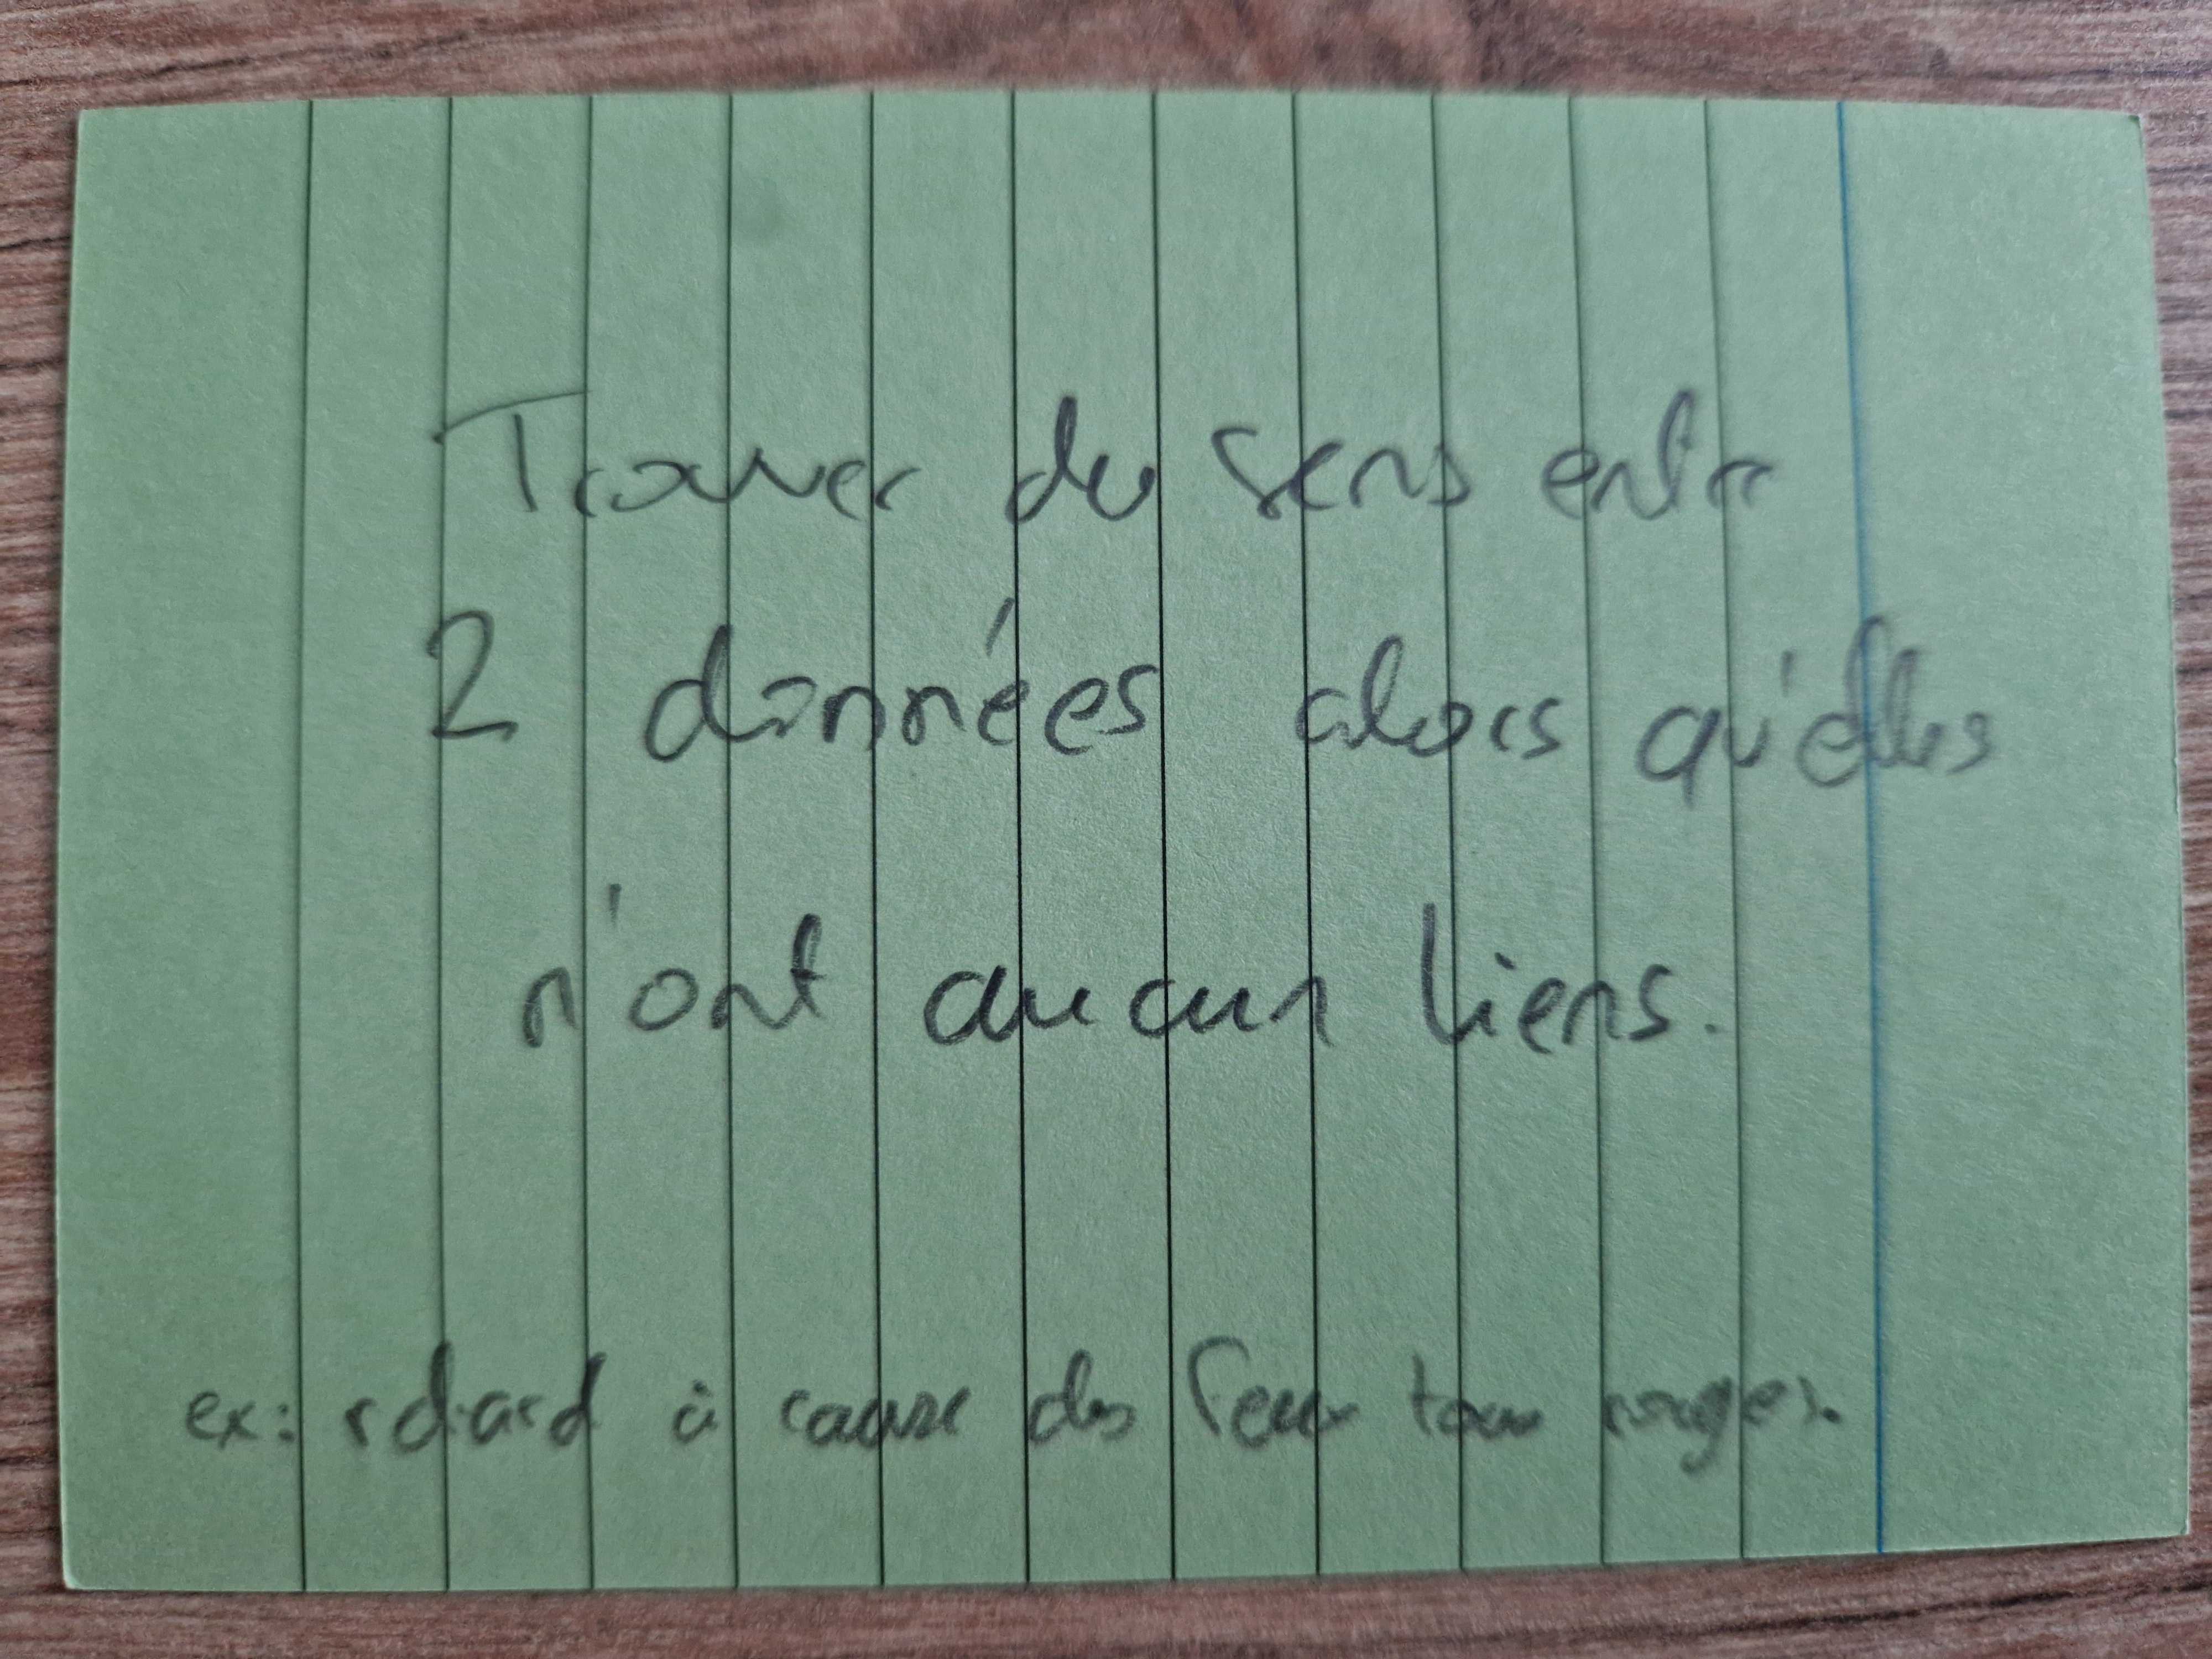 Trouver du sens entre
2 données alors qu'elles
n'ont aucun liens.
ex: retard à cause des feux tous rouges.